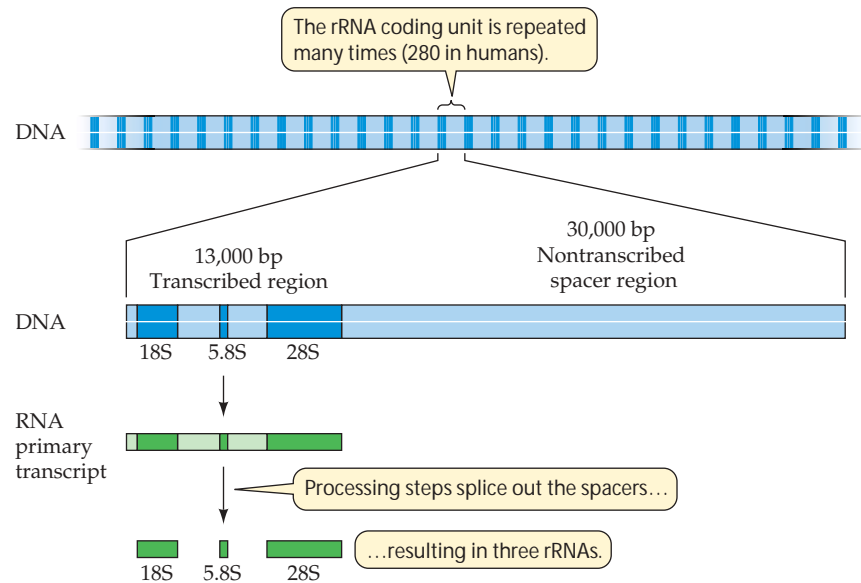 The rRNA coding unit is repeated
many times (280 in humans).
DNA
13,000 bp
Transcribed region
30,000 bp
Nontranscribed
spacer region
DNA
18S
5.8S
28S
RNA
primary
transcript
Processing steps splice out the spacers…
…resulting in three rRNAs.
18S
5.8S
28S